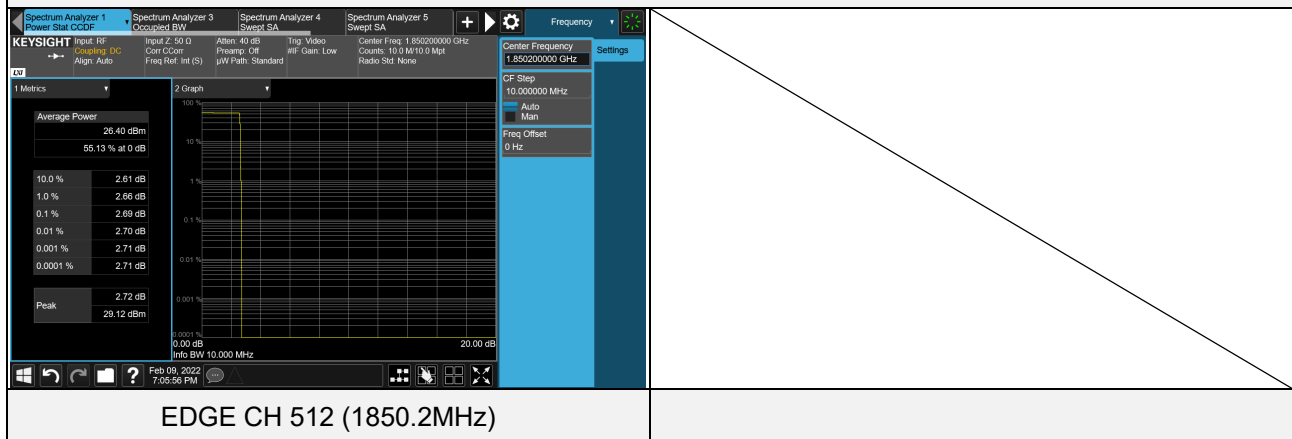 Spectrum Analyzer 1
Power Stat CCDF
Spectrum Analyzer 3
Occupied BW
Spectrum Analyzer 4
Swept SA
Spectrum Analyzer 5
Swept SA
Frequency
KEYSIGHT
Input: RF
Coupling: DC
Align: Auto
Input Z: 50 Ω
Corr CCorr
Freq Ref: Int (S)
Atten: 40 dB
Preamp: Off
µW Path: Standard
Trig: Video
#IF Gain: Low
Center Freq: 1.850200000 GHz
Counts: 10.0 M/10.0 Mpt
Radio Std: None
LXI
Center Frequency
1.850200000 GHz
Settings
CF Step
10.000000 MHz
Auto
Man
Freq Offset
0 Hz
1 Metrics
Average Power
26.40 dBm
55.13 % at 0 dB
10.0 % 2.61 dB
1.0 % 2.66 dB
0.1 % 2.69 dB
0.01 % 2.70 dB
0.001 % 2.71 dB
0.0001 % 2.71 dB
Peak
2.72 dB
29.12 dBm
2 Graph
100 %
10 %
1 %
0.1 %
0.01 %
0.001 %
0.0001 %
0.00 dB 20.00 dB
Info BW 10.000 MHz
Feb 09, 2022
7:05:56 PM
EDGE CH 512 (1850.2MHz)